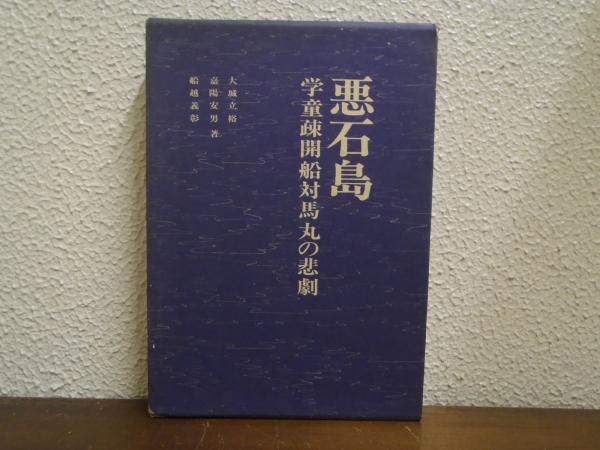 悪石島
学童疎開船対馬丸の悲劇
大城立裕
嘉陽安男 著
船越義彰